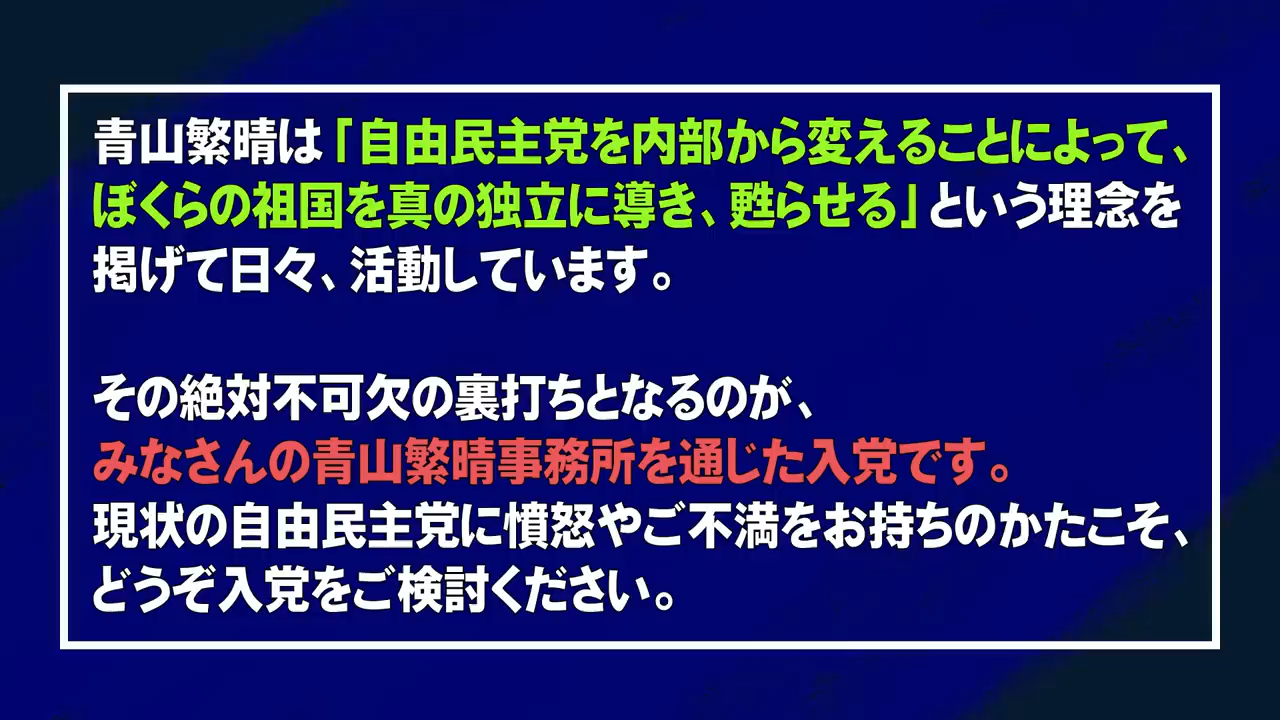 青山繁晴は「自由民主党を内部から変えることによって、
ぼくらの祖国を真の独立に導き、甦らせる」という理念を
掲げて日々、活動しています。
その絶対不可欠の裏打ちとなるのが、
みなさんの青山繁晴事務所を通じた入党です。
現状の自由民主党に憤怒やご不満をお持ちのかたこそ、
どうぞ入党をご検討ください。